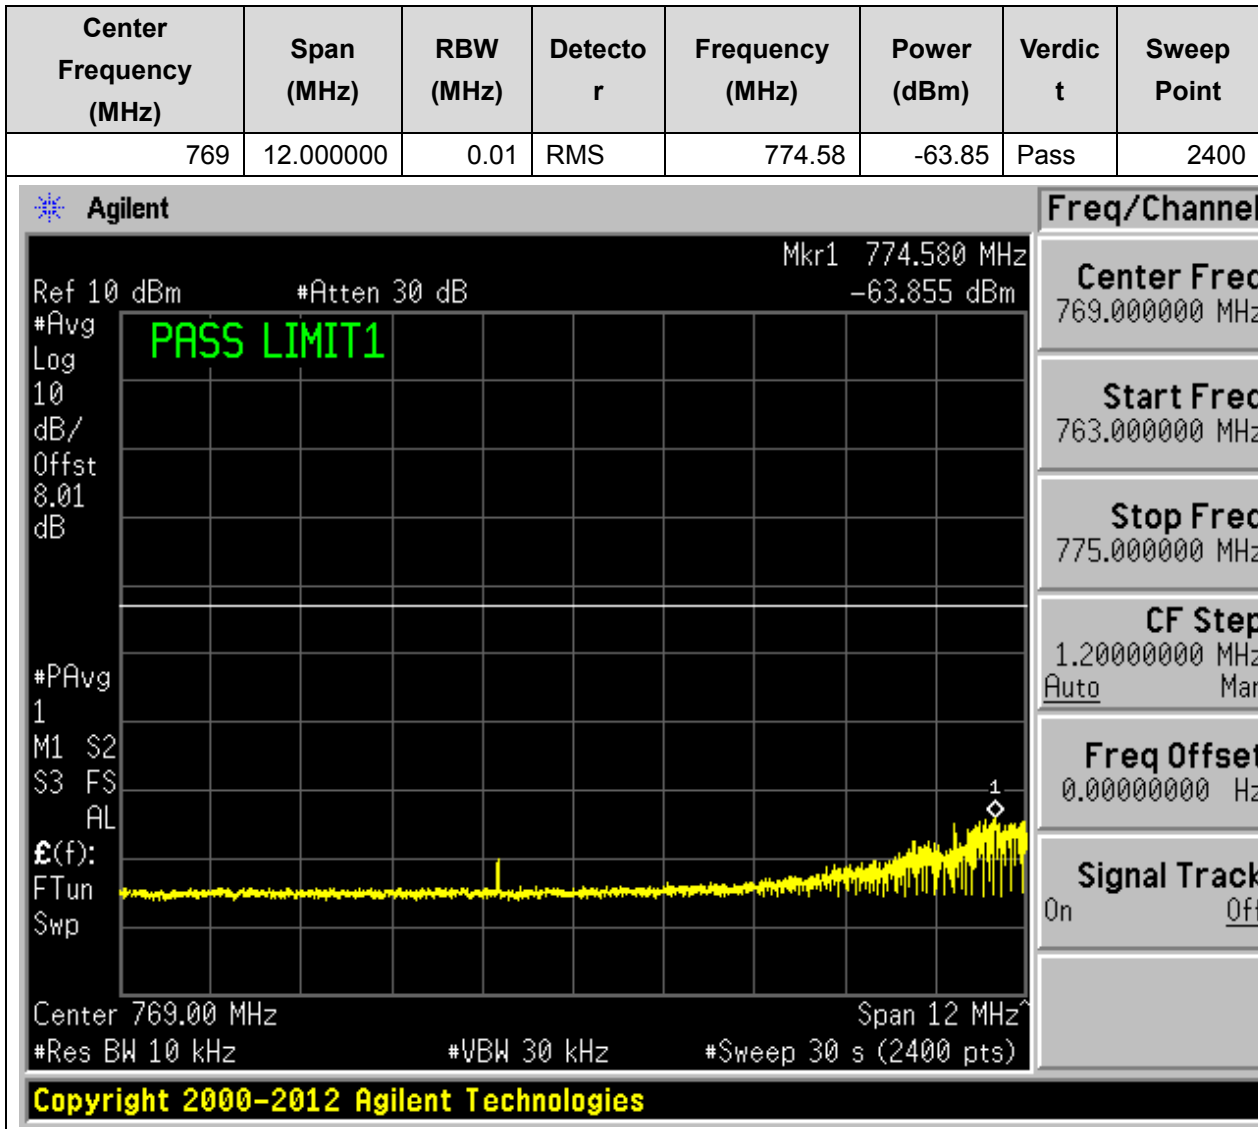 Center Frequency (MHz) Span (MHz) RBW (MHz) Detecto r Frequency (MHz) Power (dBm) Verdic t Sweep Point
769 12.000000 0.01 RMS 774.58 -63.85 Pass 2400
Agilent
Freq/Channel
Mkr1 774.580 MHz
Ref 10 dBm #Atten 30 dB -63.855 dBm
#Avg
Log
10
dB/
Offst
8.01
dB
PASS LIMIT1
#PAvg
1
M1 S2
S3 FS
AL
£(f):
FTun
Swp
1
Center 769.00 MHz Span 12 MHz^
#Res BW 10 kHz #VBW 30 kHz #Sweep 30 s (2400 pts)
Center Freq
769.000000 MHz
Start Freq
763.000000 MHz
Stop Freq
775.000000 MHz
CF Step
1.20000000 MHz
Auto Man
Freq Offset
0.00000000 Hz
Signal Track
On Off
Copyright 2000-2012 Agilent Technologies